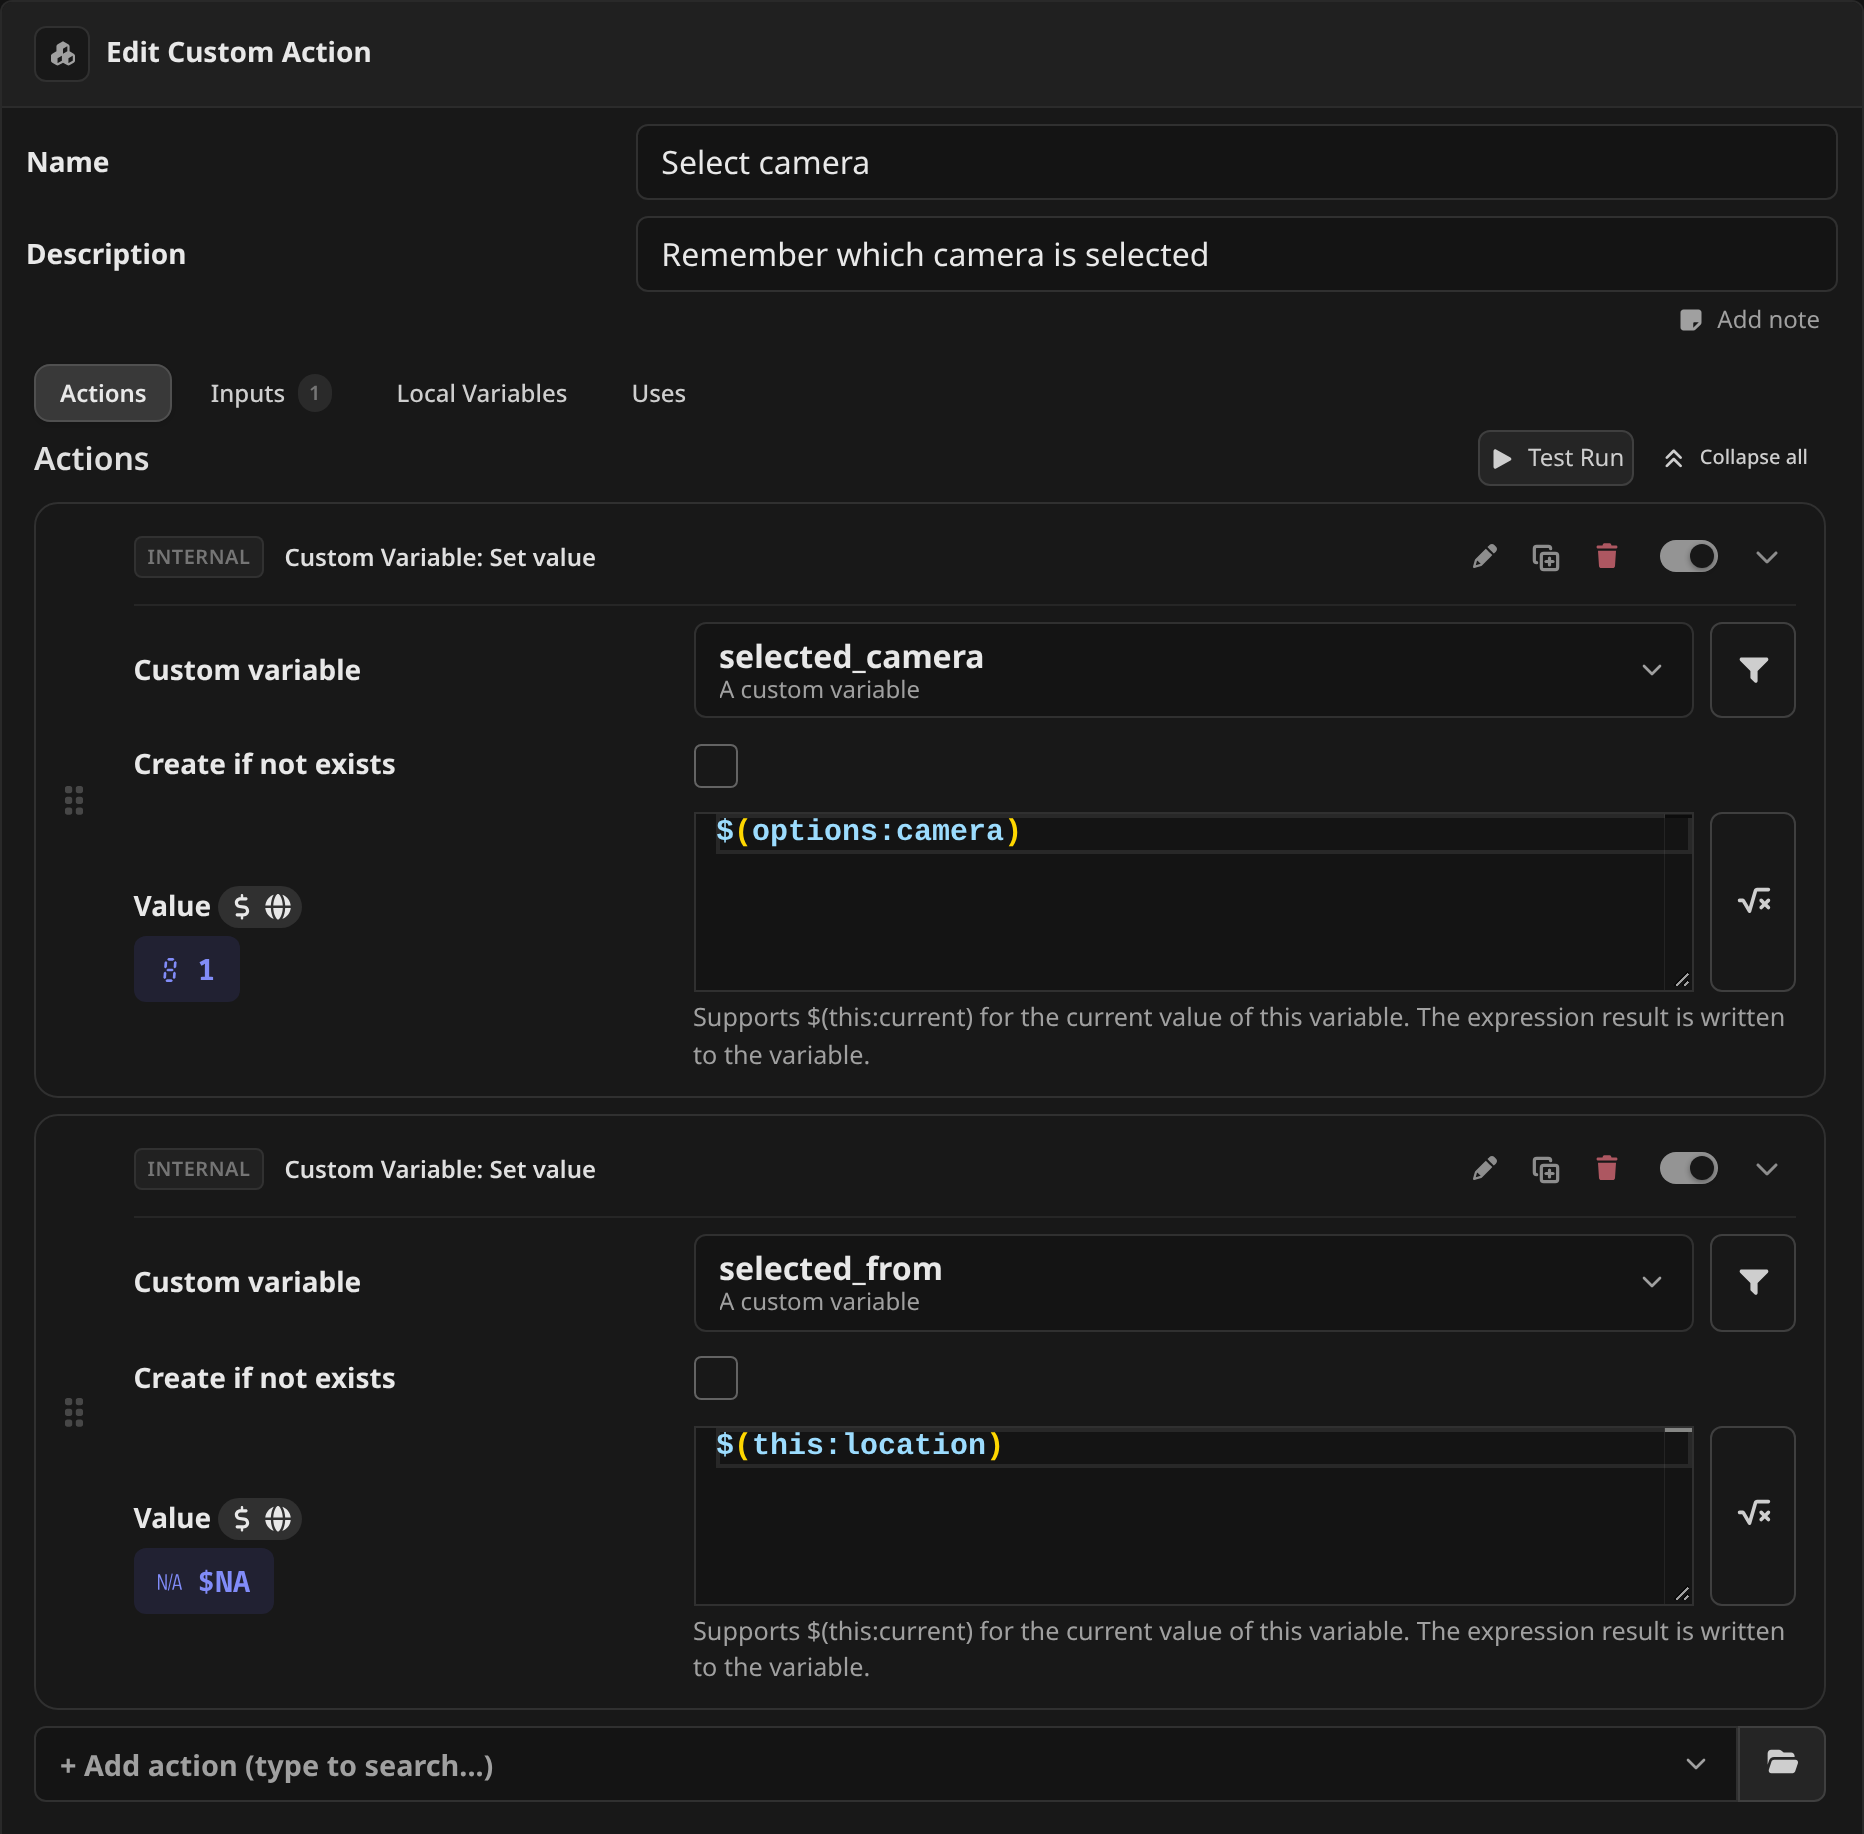 Edit Custom Action
Name
Select camera
Description
Remember which camera is selected
Add note
Actions
Inputs 1
Local Variables
Uses
Actions
Test Run
Collapse all
INTERNAL Custom Variable: Set value
Custom variable
selected_camera
A custom variable
Create if not exists
$(options:camera)
Value $
1
Supports $(this:current) for the current value of this variable. The expression result is written
to the variable.
INTERNAL Custom Variable: Set value
Custom variable
selected_from
A custom variable
Create if not exists
$(this:location)
Value $
N/A $NA
Supports $(this:current) for the current value of this variable. The expression result is written
to the variable.
+ Add action (type to search...)